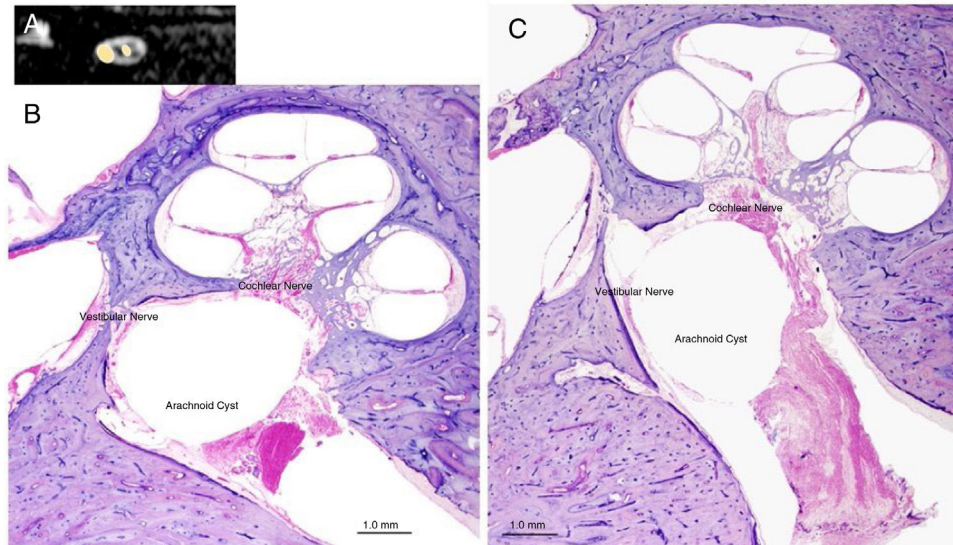 A
B
Cochlear Nerve
Vestibular Nerve
Arachnoid Cyst
1.0 mm
C
Cochlear Nerve
Vestibular Nerve
Arachnoid Cyst
1.0 mm